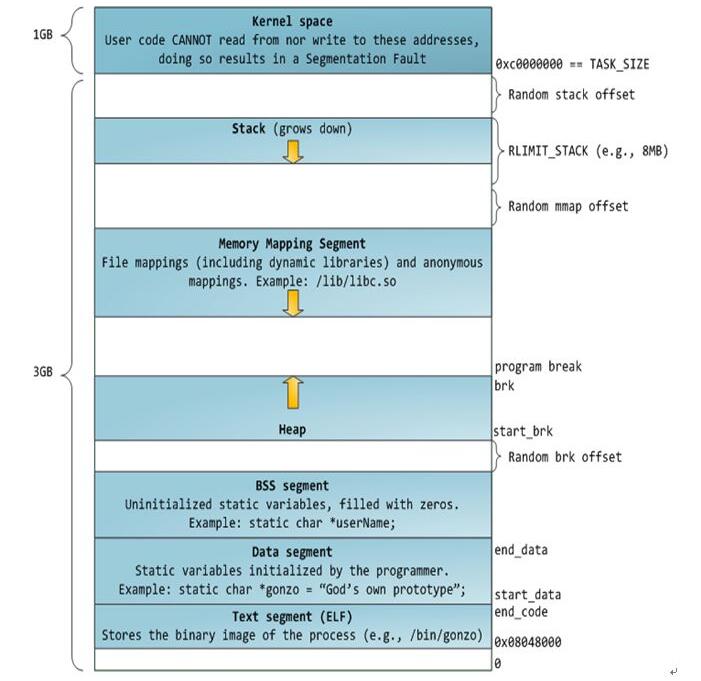 Kernel space
1GB
User code CANNOT read from nor write to these addresses,
doing so results in a Segmentation Fault
0xc0000000 == TASK_SIZE
Random stack offset
Stack (grows down)
RLIMIT_STACK (e.g., 8MB)
Random mmap offset
Memory Mapping Segment
File mappings (including dynamic libraries) and anonymous
mappings. Example: /lib/libc.so
program break
3GB
brk
Heap
start_brk
Random brk offset
BSS segment
Uninitialized static variables, filled with zeros.
Example: static char *userName;
end_data
Data segment
Static variables initialized by the programmer.
Example: static char *gonzo = “God’s own prototype”;
start_data
end_code
Text segment (ELF)
Stores the binary image of the process (e.g., /bin/gonzo)
0x08048000
0